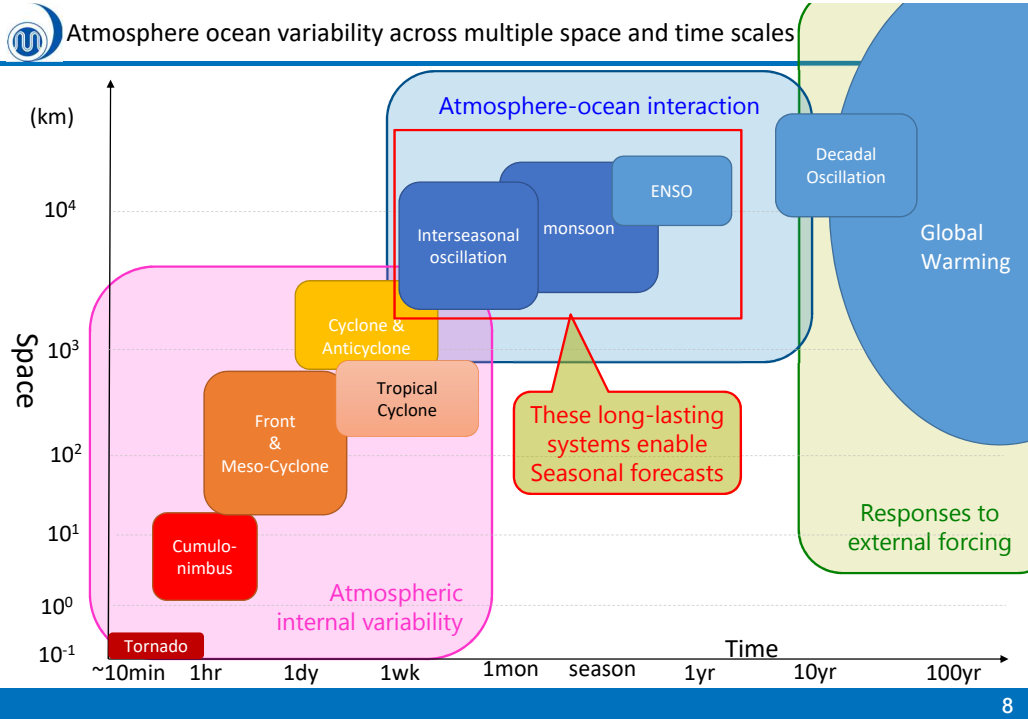 Atmosphere ocean variability across multiple space and time scales
(km)
Atmosphere-ocean interaction
Decadal
Oscillation
ENSO
monsoon
Interseasonal
oscillation
Global
Warming
10⁴
Cyclone &
Anticyclone
10³
Space
Tropical
Cyclone
These long-lasting
systems enable
Seasonal forecasts
Front
&
Meso-Cyclone
10²
Responses to
external forcing
10¹
Cumulo-
nimbus
Atmospheric
internal variability
10⁰
Tornado
10⁻¹
Time
~10min 1hr 1dy 1wk 1mon season 1yr 10yr 100yr
8